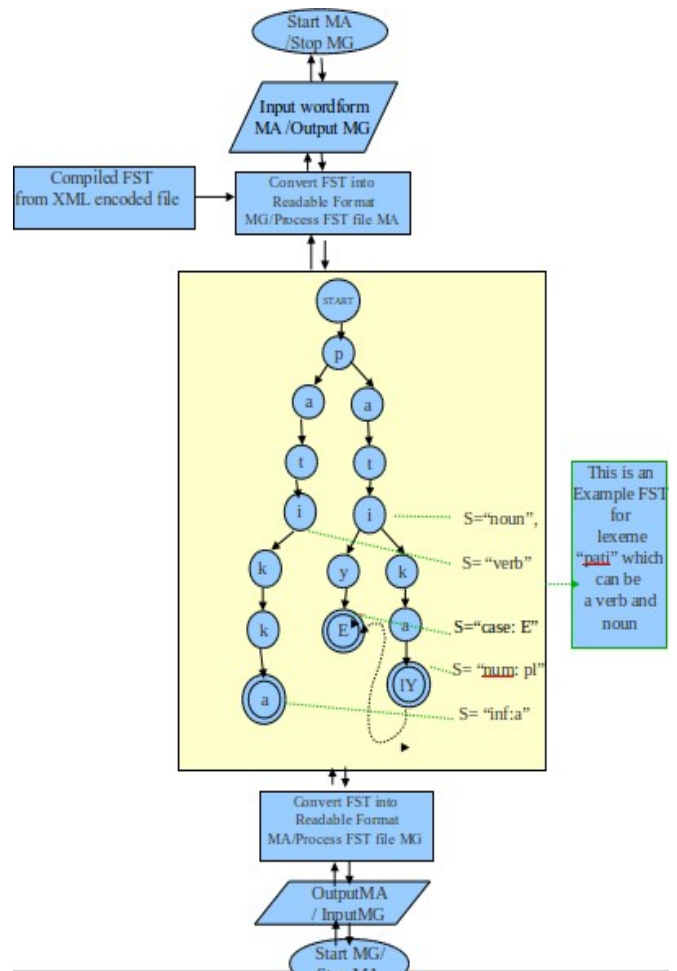 Start MA
/Stop MG
Input wordform
MA /Output MG
Compiled FST
from XML encoded file
Convert FST into
Readable Format
MG/Process FST file MA
START
p
a
a
t
t
i
i
S=“noun”,
S= “verb”
k
y
k
k
E
a
S=“case: E”
S= “num: pl”
a
lY
S= “inf:a”
This is an
Example FST
for
lexeme
“pati” which
can be
a verb and
noun
Convert FST into
Readable Format
MA/Process FST file MG
OutputMA
/ InputMG
Start MG/